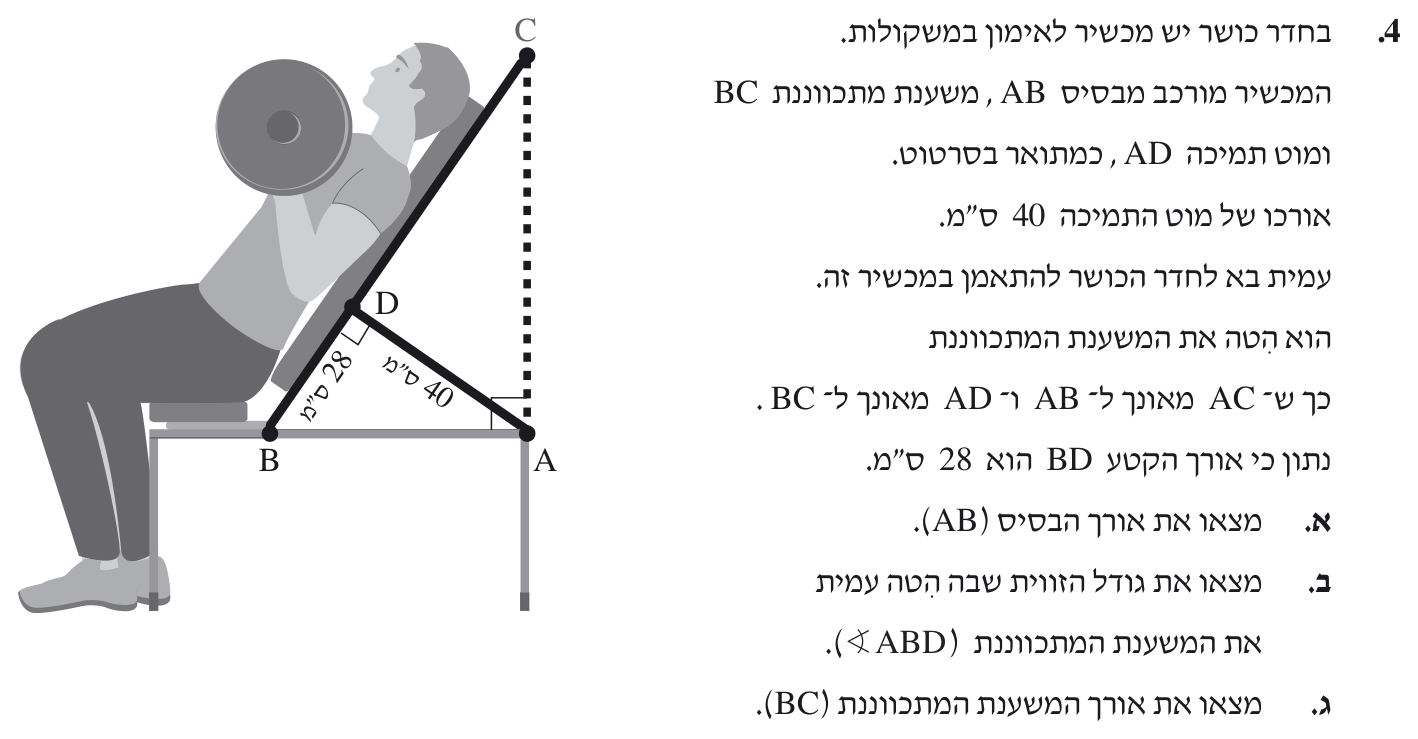 4. בחדר כושר יש מכשיר לאימון במשקולות.
המכשיר מורכב מבסיס AB , משענת מתכווננת BC
ומוט תמיכה AD , כמתואר בסרטוט.
אורכו של מוט התמיכה 40 ס״מ.
עמית בא לחדר הכושר להתאמן במכשיר זה.
הוא הִטה את המשענת המתכווננת
כך ש־ AC מאונך ל־ AB ו־ AD מאונך ל־ BC .
נתון כי אורך הקטע BD הוא 28 ס״מ.
א. מצאו את אורך הבסיס (AB).
ב. מצאו את גודל הזווית שבה הִטה עמית
את המשענת המתכווננת (∢ABD).
ג. מצאו את אורך המשענת המתכווננת (BC).
C
D
28 ס״מ
40 ס״מ
B
A